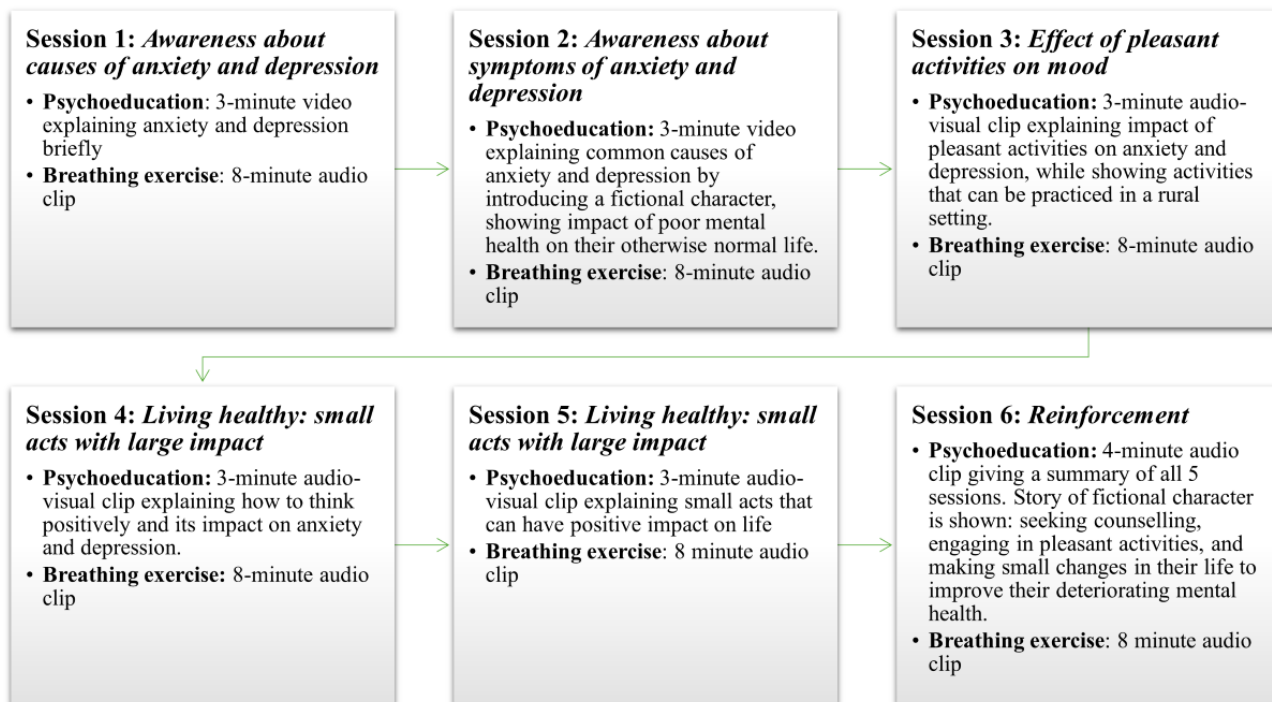 Session 1: Awareness about
causes of anxiety and depression
• Psychoeducation: 3-minute video
explaining anxiety and depression
briefly
• Breathing exercise: 8-minute audio
clip
Session 2: Awareness about
symptoms of anxiety and
depression
• Psychoeducation: 3-minute video
explaining common causes of
anxiety and depression by
introducing a fictional character,
showing impact of poor mental
health on their otherwise normal life.
• Breathing exercise: 8-minute audio
clip
Session 3: Effect of pleasant
activities on mood
• Psychoeducation: 3-minute audio-
visual clip explaining impact of
pleasant activities on anxiety and
depression, while showing activities
that can be practiced in a rural
setting.
• Breathing exercise: 8-minute audio
clip
Session 4: Living healthy: small
acts with large impact
• Psychoeducation: 3-minute audio-
visual clip explaining how to think
positively and its impact on anxiety
and depression.
• Breathing exercise: 8-minute audio
clip
Session 5: Living healthy: small
acts with large impact
• Psychoeducation: 3-minute audio-
visual clip explaining small acts that
can have positive impact on life
• Breathing exercise: 8 minute audio
clip
Session 6: Reinforcement
• Psychoeducation: 4-minute audio
clip giving a summary of all 5
sessions. Story of fictional character
is shown: seeking counselling,
engaging in pleasant activities, and
making small changes in their life to
improve their deteriorating mental
health.
• Breathing exercise: 8 minute audio
clip